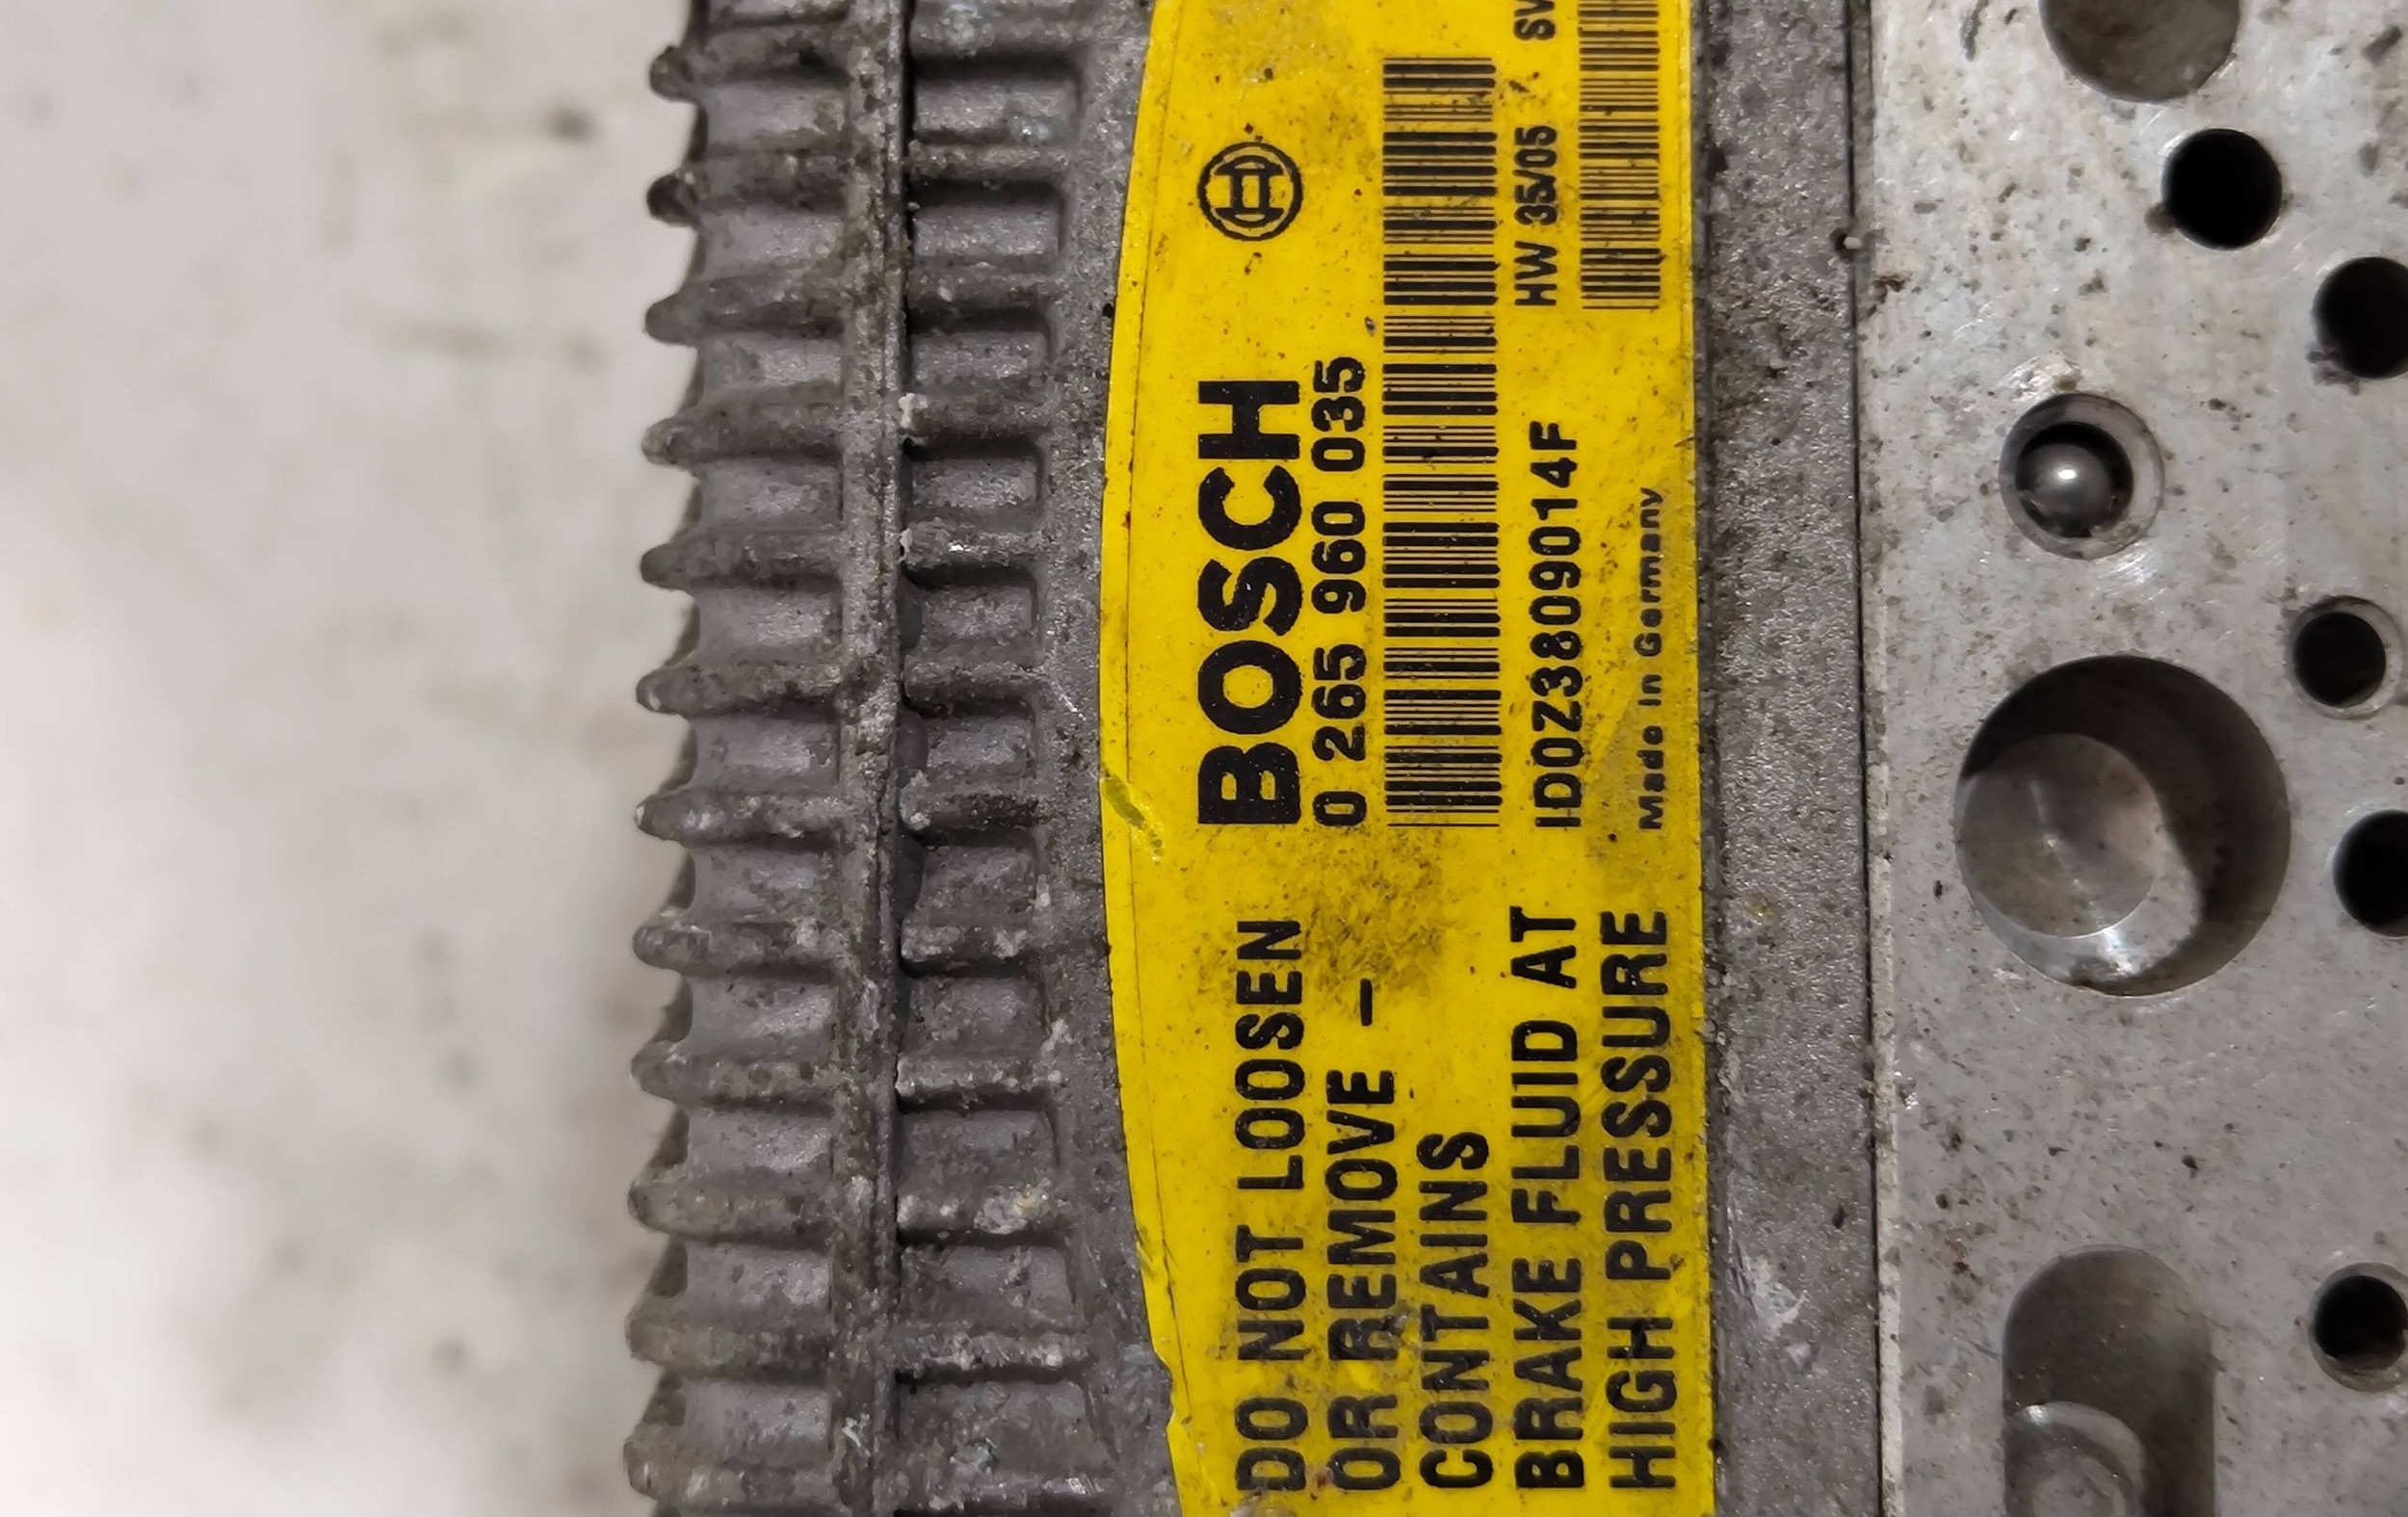 BOSCH
0 265 960 035
HW 35/05
ID0Z3809014F
Made in Germany
DO NOT LOOSEN
OR REMOVE –
CONTAINS
BRAKE FLUID AT
HIGH PRESSURE